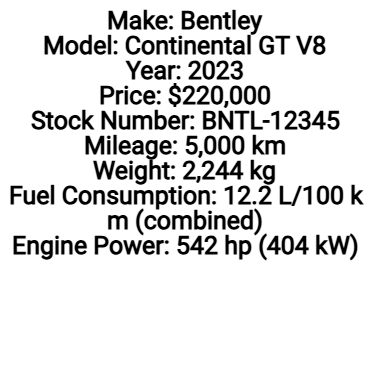 Make: Bentley
Model: Continental GT V8
Year: 2023
Price: $220,000
Stock Number: BNTL-12345
Mileage: 5,000 km
Weight: 2,244 kg
Fuel Consumption: 12.2 L/100 k
m (combined)
Engine Power: 542 hp (404 kW)